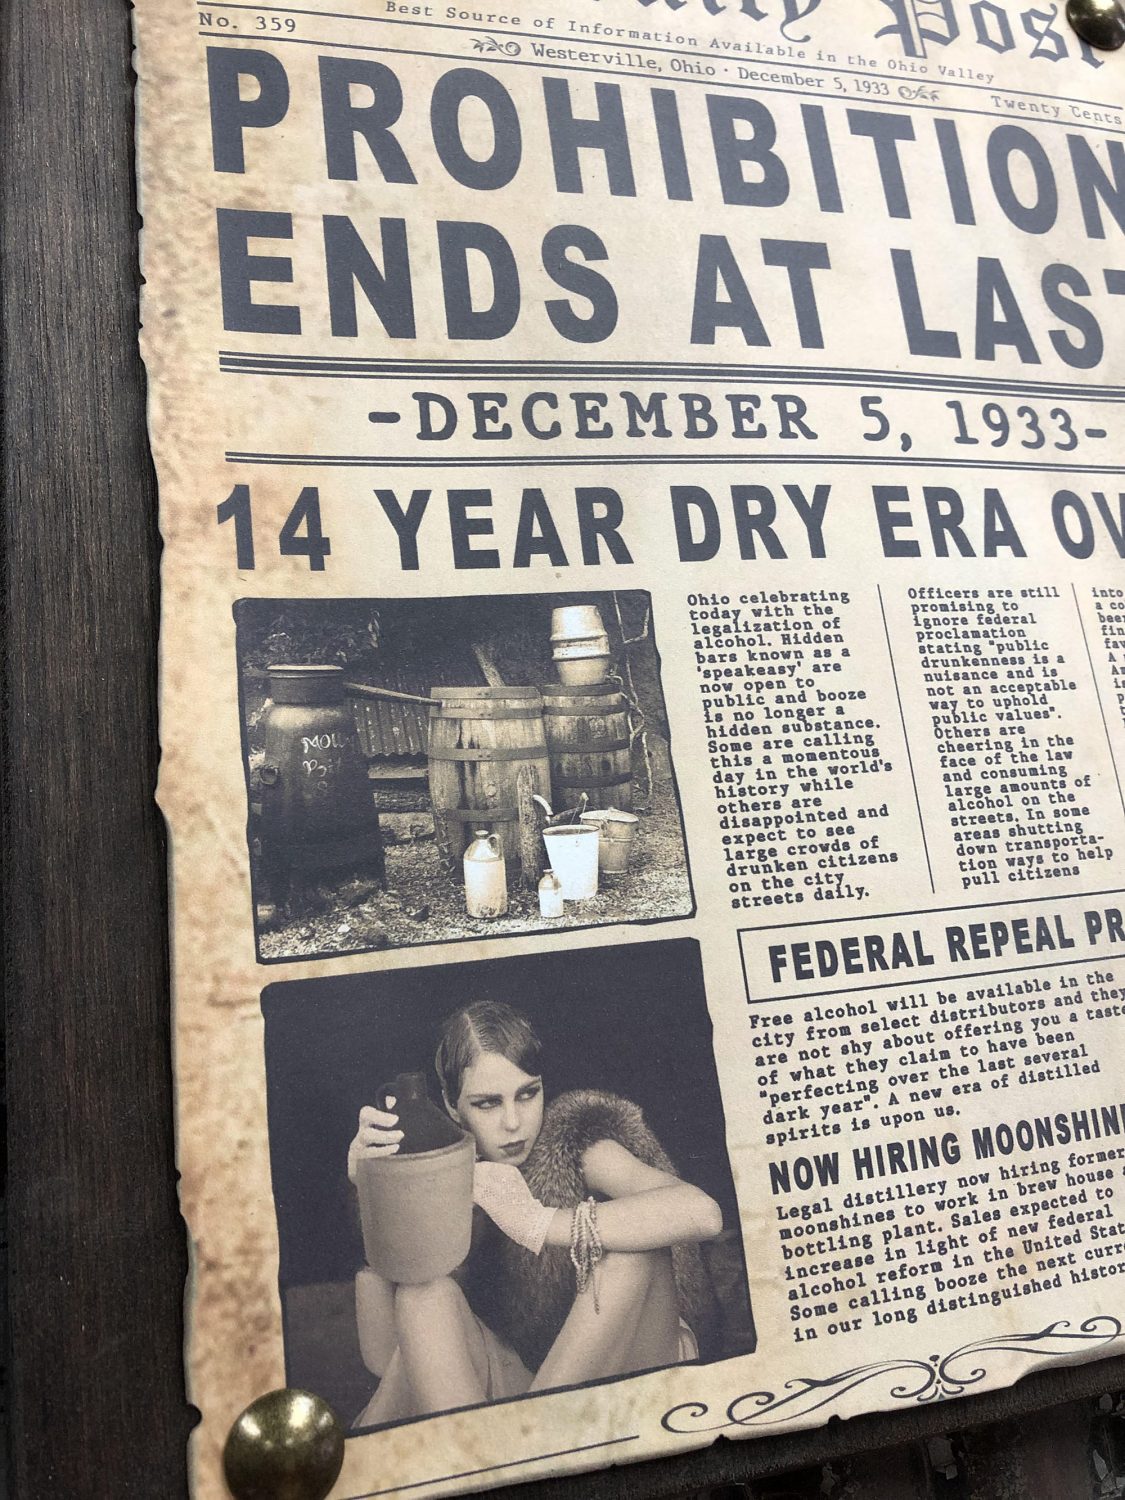 Post
Best Source of Information Available in the Ohio Valley
No. 359
Westerville, Ohio · December 5, 1933
Twenty Cents
PROHIBITION
ENDS AT LAST
-DECEMBER 5, 1933-
14 YEAR DRY ERA OV
Ohio celebrating
today with the
legalization of
alcohol. Hidden
bars known as a
'speakeasy' are
now open to
public and booze
is no longer a
hidden substance.
Some are calling
this a momentous
day in the world's
history while
others are
disappointed and
expect to see
large crowds of
drunken citizens
on the city
streets daily.
Officers are still
promising to
ignore federal
proclamation
stating "public
drunkenness is a
nuisance and is
not an acceptable
way to uphold
public values".
Others are
cheering in the
face of the law
and consuming
large amounts of
alcohol on the
streets. In some
areas shutting
down transporta-
tion ways to help
pull citizens
into
a co
beer
fin
fav
A
Am
FEDERAL REPEAL PR
Free alcohol will be available in the
city from select distributors and they
are not shy about offering you a taste
of what they claim to have been
"perfecting over the last several
dark year". A new era of distilled
spirits is upon us.
NOW HIRING MOONSHIN
Legal distillery now hiring former
moonshines to work in brew house a
bottling plant. Sales expected to
increase in light of new federal
alcohol reform in the United Stat
Some calling booze the next curr
in our long distinguished histor